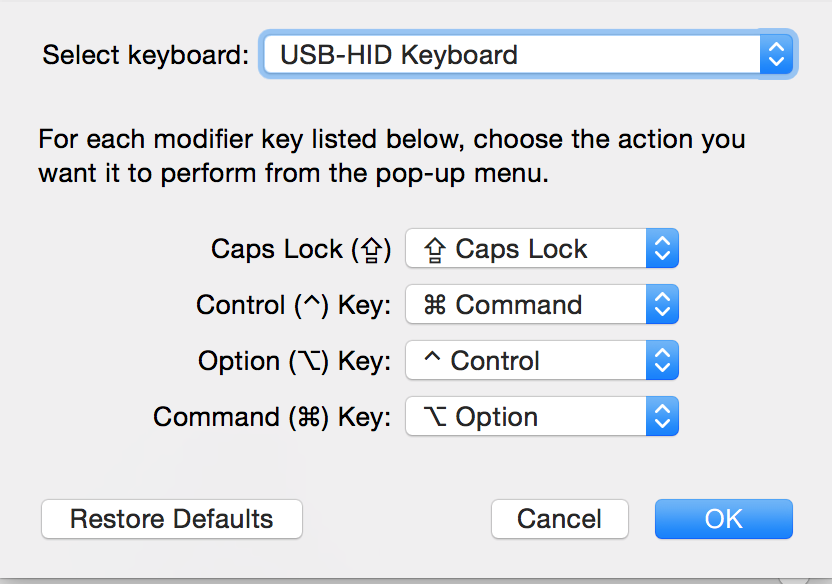 Select keyboard: USB-HID Keyboard
For each modifier key listed below, choose the action you
want it to perform from the pop-up menu.
Caps Lock (⇪) ⇪ Caps Lock
Control (^) Key: ⌘ Command
Option (⌥) Key: ^ Control
Command (⌘) Key: ⌥ Option
Restore Defaults Cancel OK